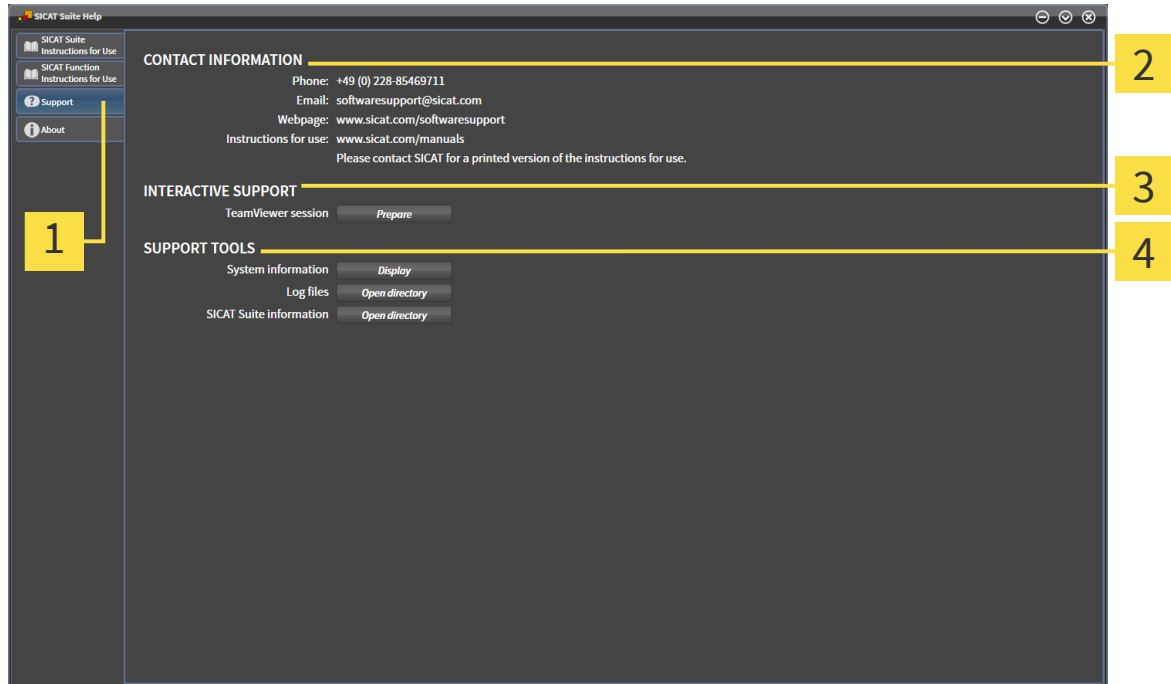 SICAT Suite Help
SICAT Suite
Instructions for Use
SICAT Function
Instructions for Use
Support
About
CONTACT INFORMATION
Phone: +49 (0) 228-85469711
Email: softwaresupport@sicat.com
Webpage: www.sicat.com/softwaresupport
Instructions for use: www.sicat.com/manuals
Please contact SICAT for a printed version of the instructions for use.
INTERACTIVE SUPPORT
TeamViewer session Prepare
SUPPORT TOOLS
System information Display
Log files Open directory
SICAT Suite information Open directory
1
2
3
4